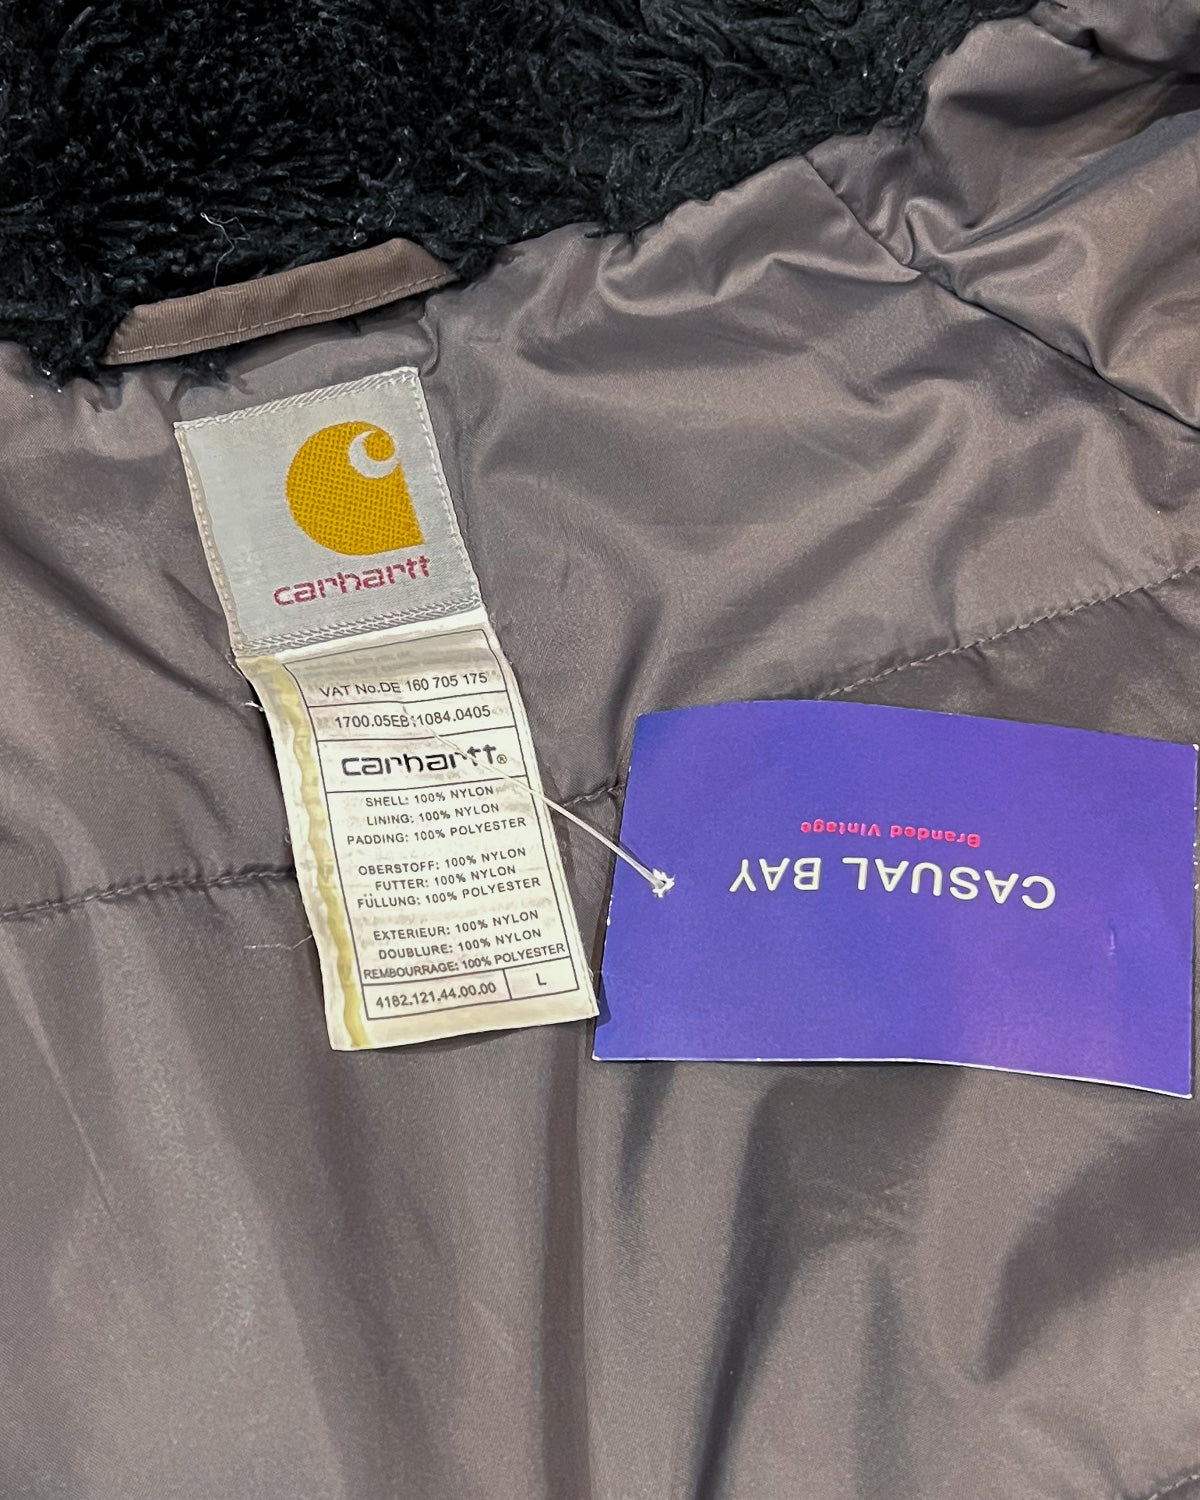 carhartt
VAT No.DE 160 705 175
1700.05EB:1084.0405
carhartt®
SHELL: 100% NYLON
LINING: 100% NYLON
PADDING: 100% POLYESTER
OBERSTOFF: 100% NYLON
FUTTER: 100% NYLON
FÜLLUNG: 100% POLYESTER
EXTERIEUR: 100% NYLON
DOUBLURE: 100% NYLON
REMBOURRAGE: 100% POLYESTER
4182.121.44.00.00 L
CASUAL BAY
Branded Vintage